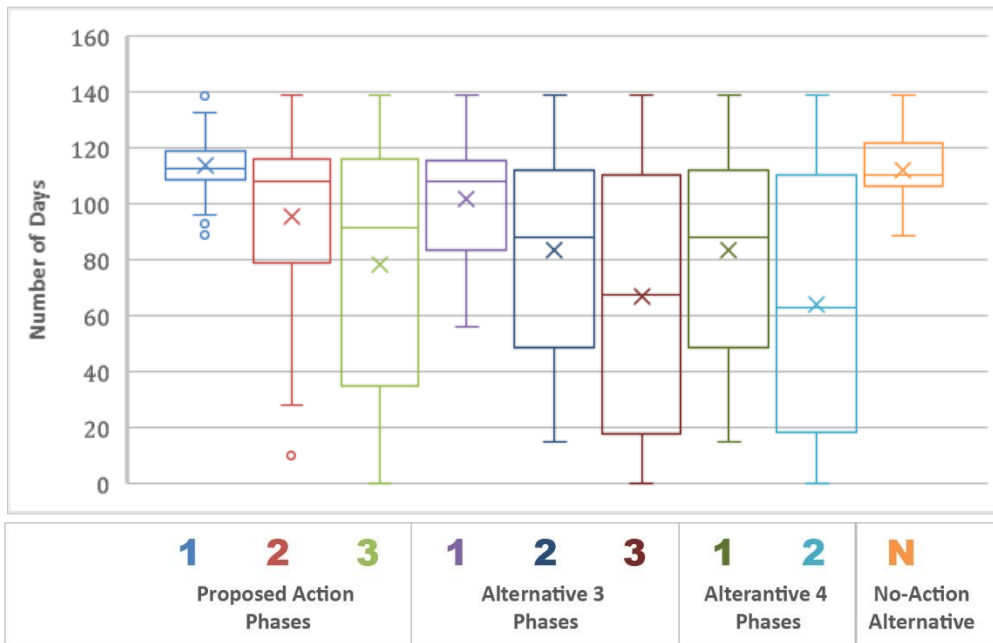 160
140
120
100
80
60
40
20
0
Number of Days
1 2 3 1 2 3 1 2 N
Proposed Action
Phases
Alternative 3
Phases
Alterantive 4
Phases
No-Action
Alternative